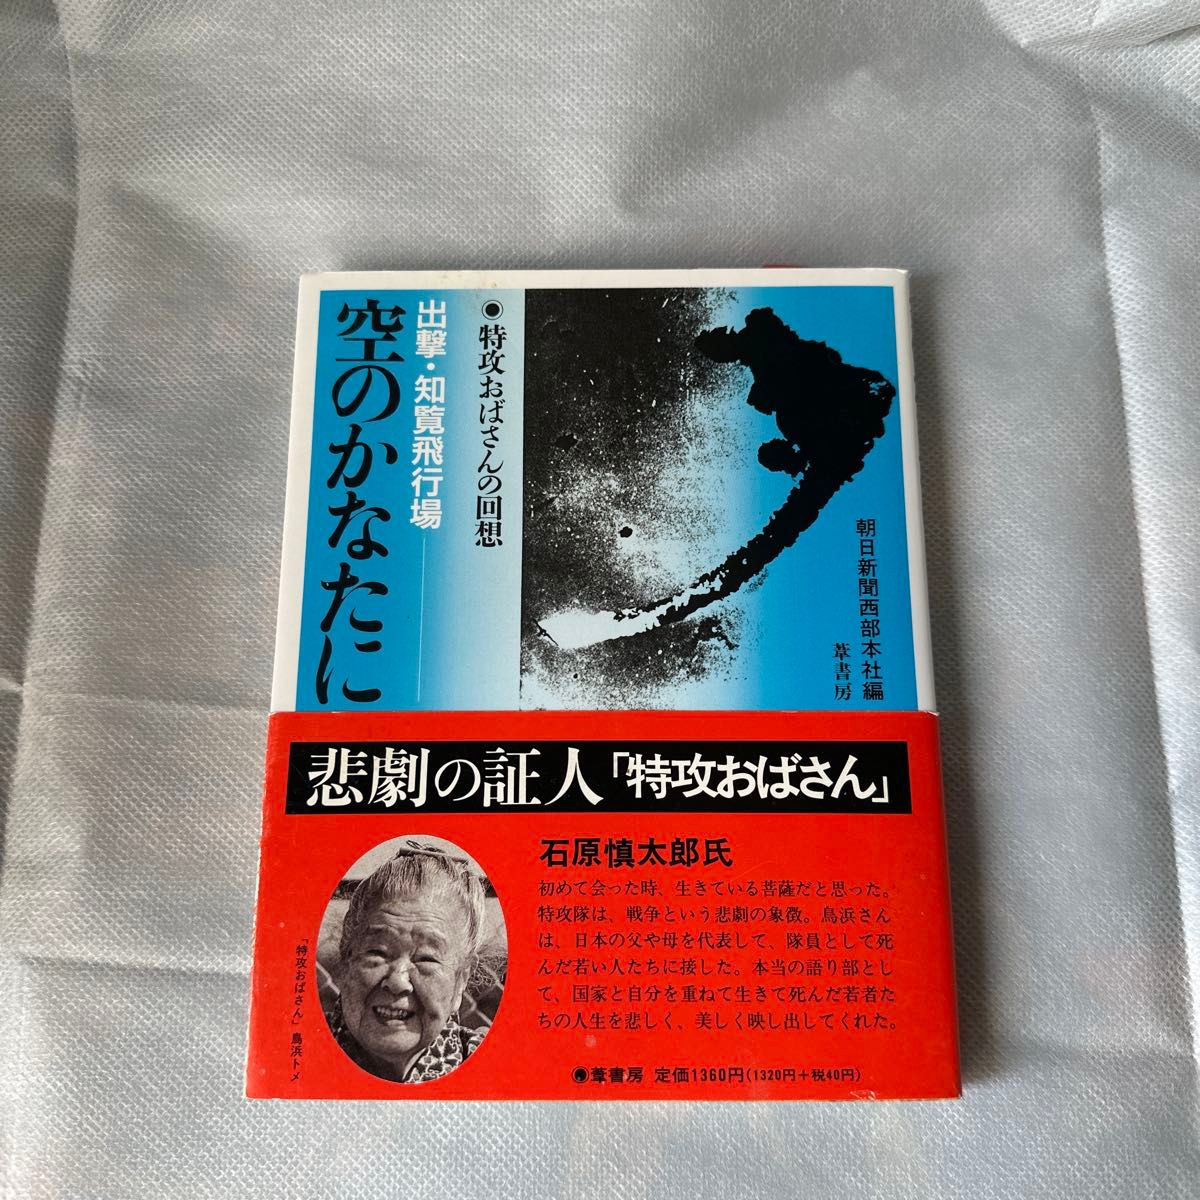 空のかなたに
出撃・知覧飛行場
◉特攻おばさんの回想
朝日新聞西部本社編
葦書房
悲劇の証人「特攻おばさん」
石原慎太郎氏
初めて会った時、生きている菩薩だと思った。
特攻隊は、戦争という悲劇の象徴。鳥浜さん
は、日本の父や母を代表して、隊員として死
んだ若い人たちに接した。本当の語り部とし
て、国家と自分を重ねて生きて死んだ若者た
ちの人生を悲しく、美しく映し出してくれた。
「特攻おばさん」鳥浜トメ
葦書房 定価1360円(1320円+税40円)